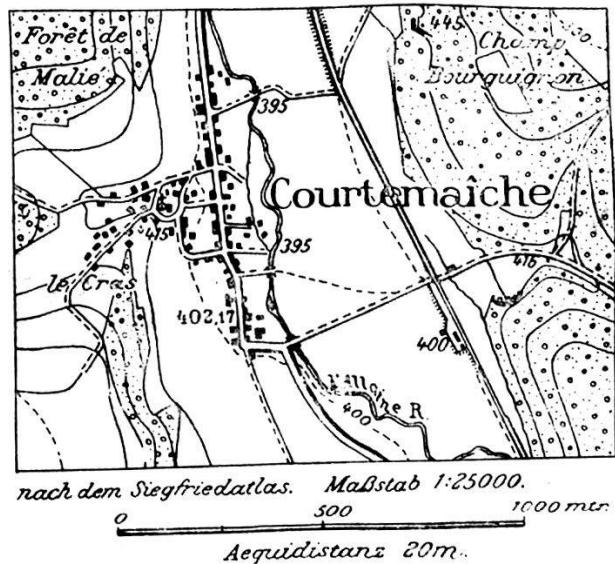 445
Forêt de
Malie
Champ
Bourguignon
395
Courtemaîche
415
395
416
le Cras
402,17
400
R.
400
nach dem Siegfriedatlas. Maßstab 1:25000.
0 500 1000 mtr.
Aequidistanz 20m.